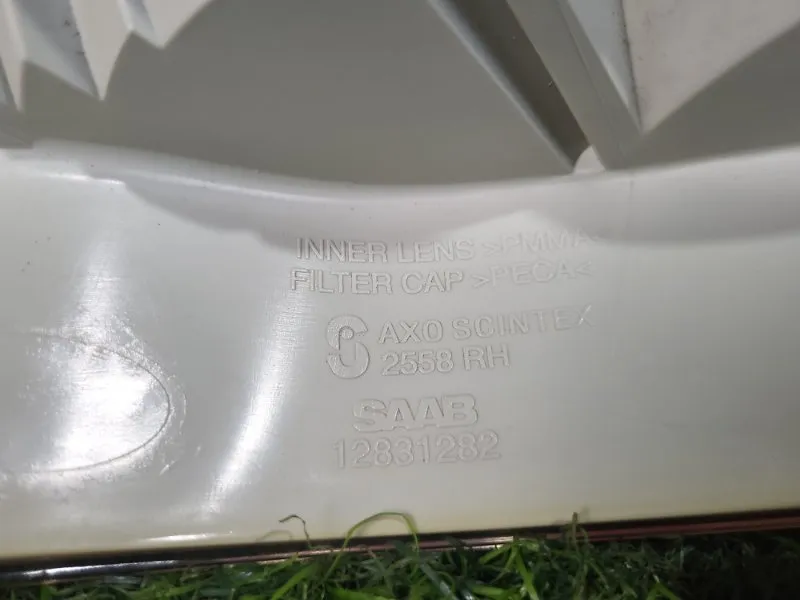 INNER LENS >PMMA<
FILTER CAP >PECA<
AXO SCINTEX
2558 RH
SAAB
12831282